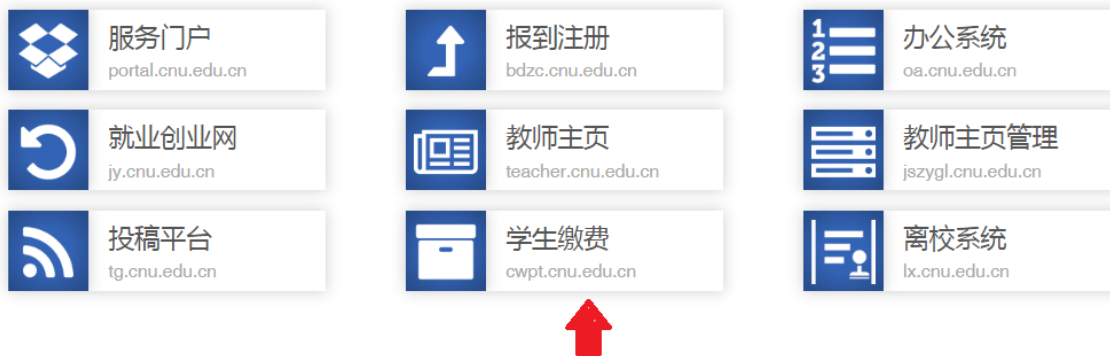 服务门户
portal.cnu.edu.cn
报到注册
bdzc.cnu.edu.cn
1
2
3
办公系统
oa.cnu.edu.cn
就业创业网
jy.cnu.edu.cn
教师主页
teacher.cnu.edu.cn
教师主页管理
jszygl.cnu.edu.cn
投稿平台
tg.cnu.edu.cn
学生缴费
cwpt.cnu.edu.cn
离校系统
lx.cnu.edu.cn